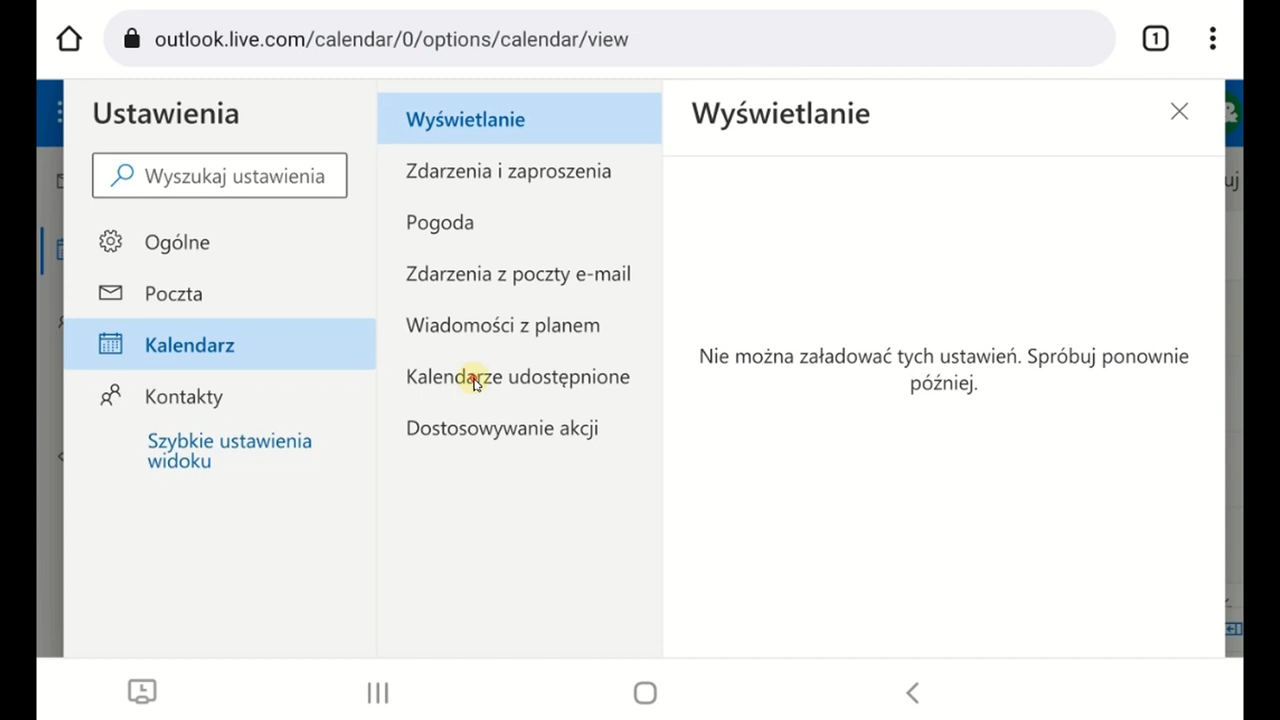 outlook.live.com/calendar/0/options/calendar/view
1
Ustawienia
Wyszukaj ustawienia
Ogólne
Poczta
Kalendarz
Kontakty
Szybkie ustawienia
widoku
Wyświetlanie
Zdarzenia i zaproszenia
Pogoda
Zdarzenia z poczty e-mail
Wiadomości z planem
Kalendarze udostępnione
Dostosowywanie akcji
Wyświetlanie
Nie można załadować tych ustawień. Spróbuj ponownie
później.
uj